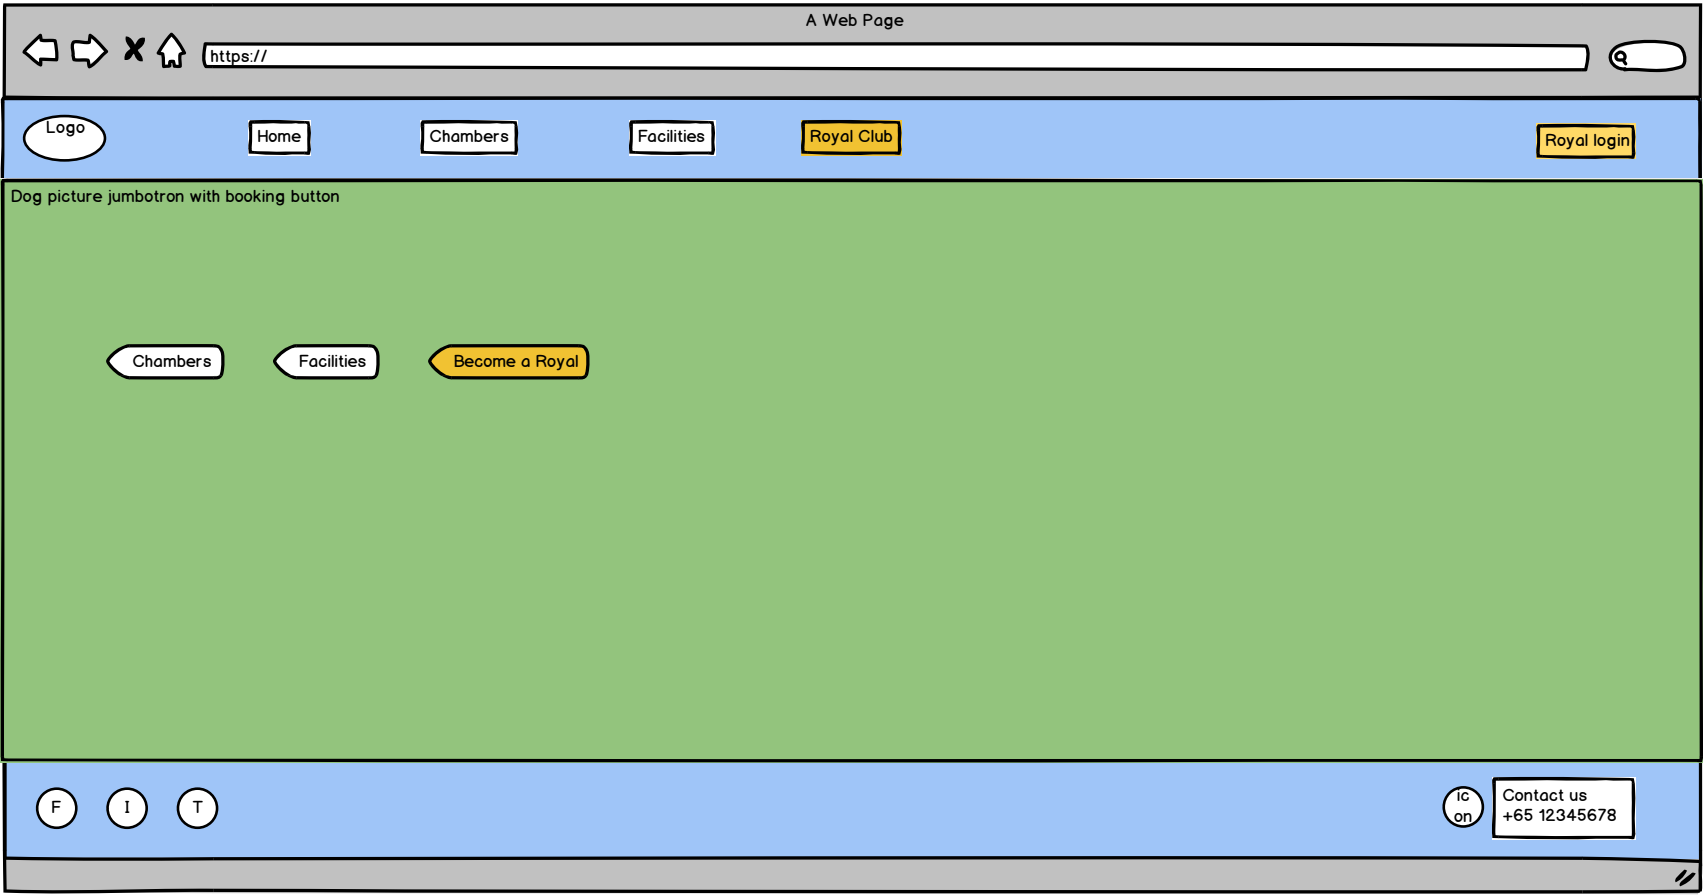 A Web Page
https://
Logo
Home
Chambers
Facilities
Royal Club
Royal login
Dog picture jumbotron with booking button
Chambers
Facilities
Become a Royal
F
I
T
ic
on
Contact us
+65 12345678